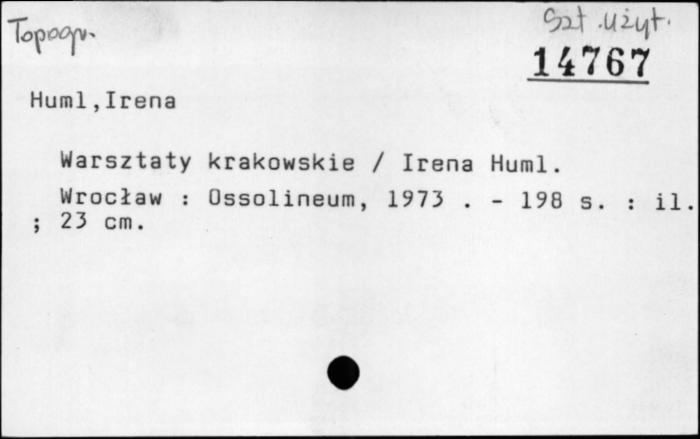 Topogr.
Szt. użyt.
14767
Huml,Irena
Warsztaty krakowskie / Irena Huml.
Wrocław : Ossolineum, 1973 . - 198 s. : il.
; 23 cm.